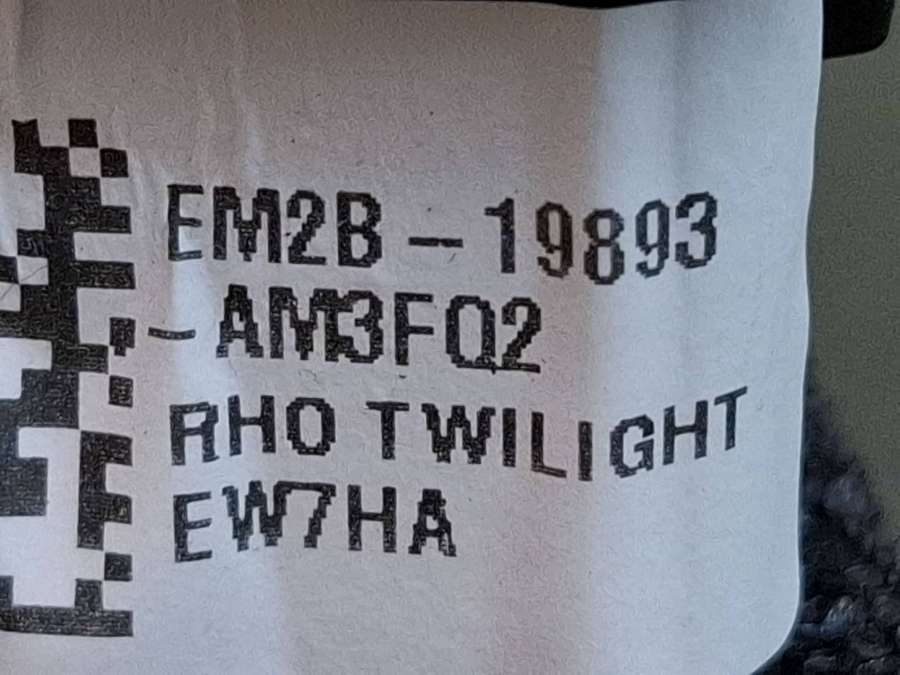 EM2B-19893
-AM3FQ2
RHO TWILIGHT
EW7HA